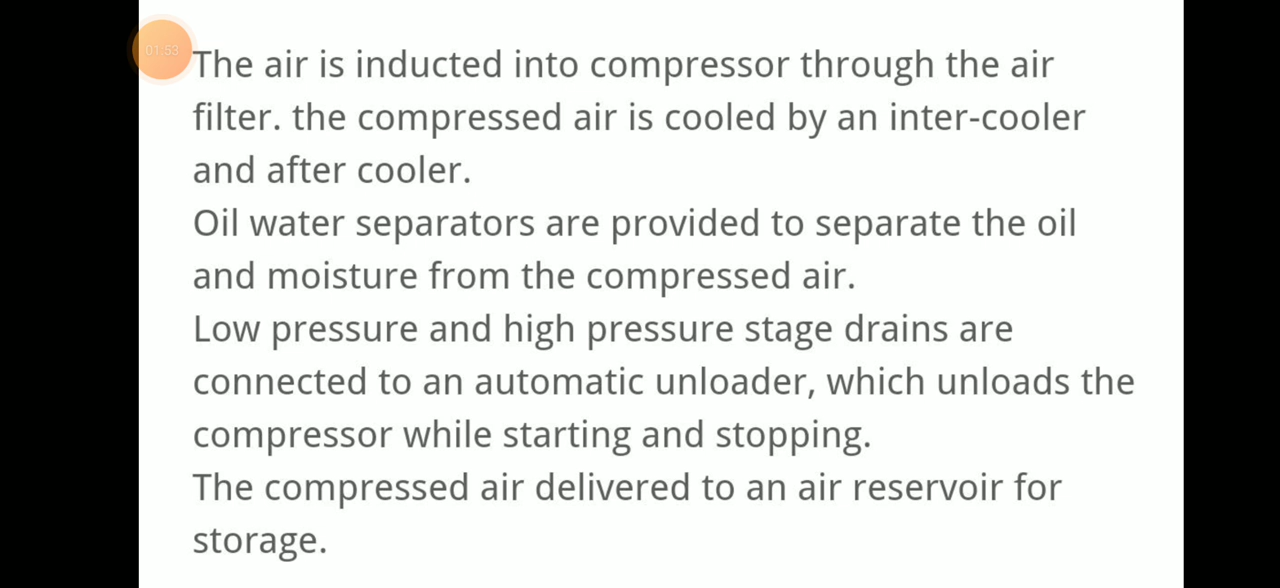 01:53
The air is inducted into compressor through the air
filter. the compressed air is cooled by an inter-cooler
and after cooler.
Oil water separators are provided to separate the oil
and moisture from the compressed air.
Low pressure and high pressure stage drains are
connected to an automatic unloader, which unloads the
compressor while starting and stopping.
The compressed air delivered to an air reservoir for
storage.